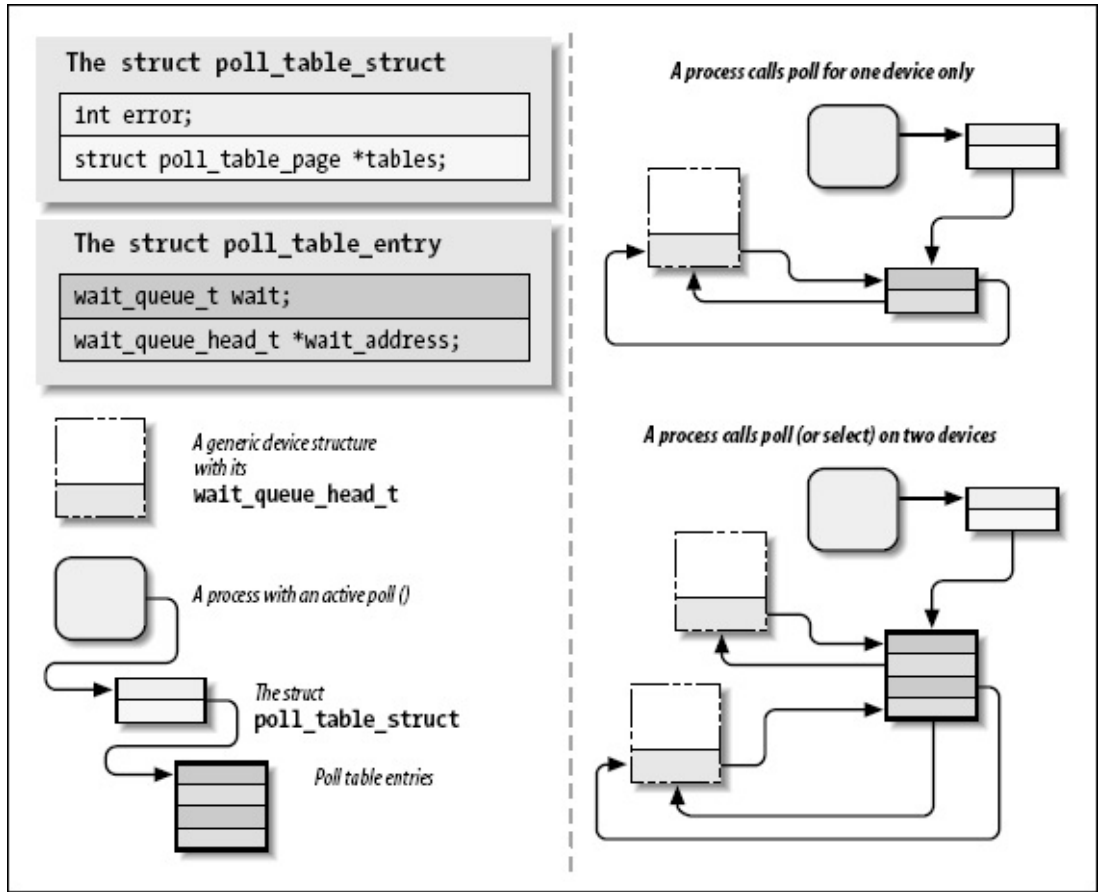 The struct poll_table_struct
int error;
struct poll_table_page *tables;
The struct poll_table_entry
wait_queue_t wait;
wait_queue_head_t *wait_address;
A generic device structure
with its
wait_queue_head_t
A process with an active poll ()
The struct
poll_table_struct
Poll table entries
A process calls poll for one device only
A process calls poll (or select) on two devices